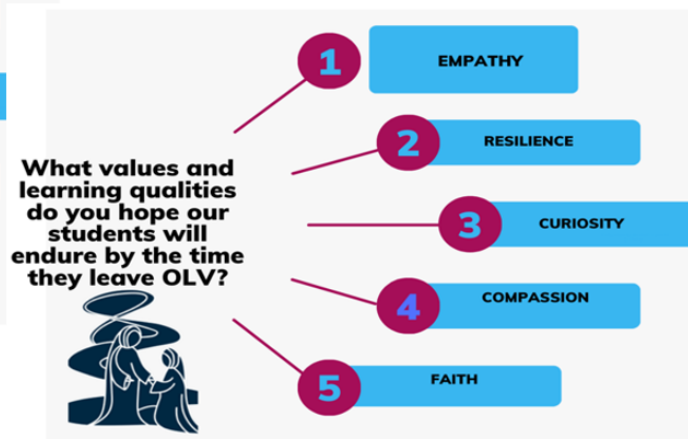 What values and
learning qualities
do you hope our
students will
endure by the time
they leave OLV?
1
EMPATHY
2
RESILIENCE
3
CURIOSITY
4
COMPASSION
5
FAITH